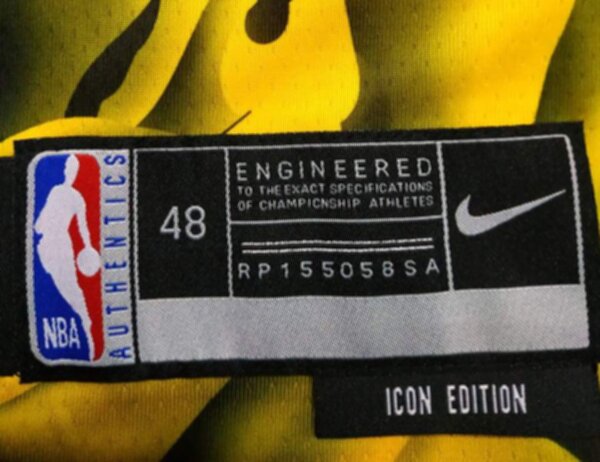 NBA
AUTHENTICS
48
ENGINEERED
TO THE EXACT SPECIFICATIONS
OF CHAMPICNSHIP ATHLETES
RP155058SA
ICON EDITION